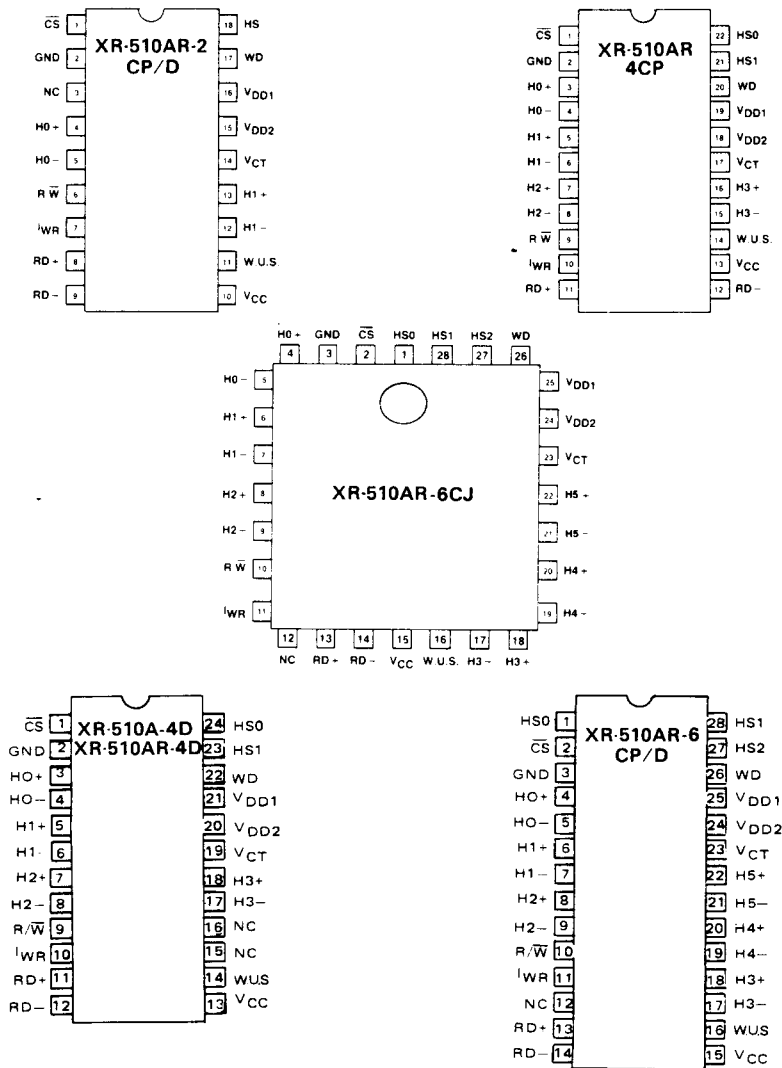 XR-510AR-2
CP/D
C̅S̅ 1 18 HS
GND 2 17 WD
NC 3 16 VDD1
H0+ 4 15 VDD2
H0- 5 14 VCT
R W̅ 6 13 H1+
IWR 7 12 H1-
RD+ 8 11 W.U.S.
RD- 9 10 VCC
XR-510AR
4CP
C̅S̅ 1 22 HS0
GND 2 21 HS1
H0+ 3 20 WD
H0- 4 19 VDD1
H1+ 5 18 VDD2
H1- 6 17 VCT
H2+ 7 16 H3+
H2- 8 15 H3-
R W̅ 9 14 W.U.S.
IWR 10 13 VCC
RD+ 11 12 RD-
H0+ GND C̅S̅ HS0 HS1 HS2 WD
4 3 2 1 28 27 26
H0- 5 25 VDD1
H1+ 6 24 VDD2
H1- 7 23 VCT
XR-510AR-6CJ
H2+ 8 22 H5+
H2- 9 21 H5-
R W̅ 10 20 H4+
IWR 11 19 H4-
12 13 14 15 16 17 18
NC RD+ RD- VCC W.U.S. H3- H3+
XR-510A-4D
XR-510AR-4D
C̅S̅ 1 24 HS0
GND 2 23 HS1
HO+ 3 22 WD
HO- 4 21 VDD1
H1+ 5 20 VDD2
H1- 6 19 VCT
H2+ 7 18 H3+
H2- 8 17 H3-
R/W̅ 9 16 NC
IWR 10 15 NC
RD+ 11 14 W.U.S
RD- 12 13 VCC
XR-510AR-6
CP/D
HS0 1 28 HS1
C̅S̅ 2 27 HS2
GND 3 26 WD
HO+ 4 25 VDD1
HO- 5 24 VDD2
H1+ 6 23 VCT
H1- 7 22 H5+
H2+ 8 21 H5-
H2- 9 20 H4+
R/W̅ 10 19 H4-
IWR 11 18 H3+
NC 12 17 H3-
RD+ 13 16 W.U.S
RD- 14 15 VCC